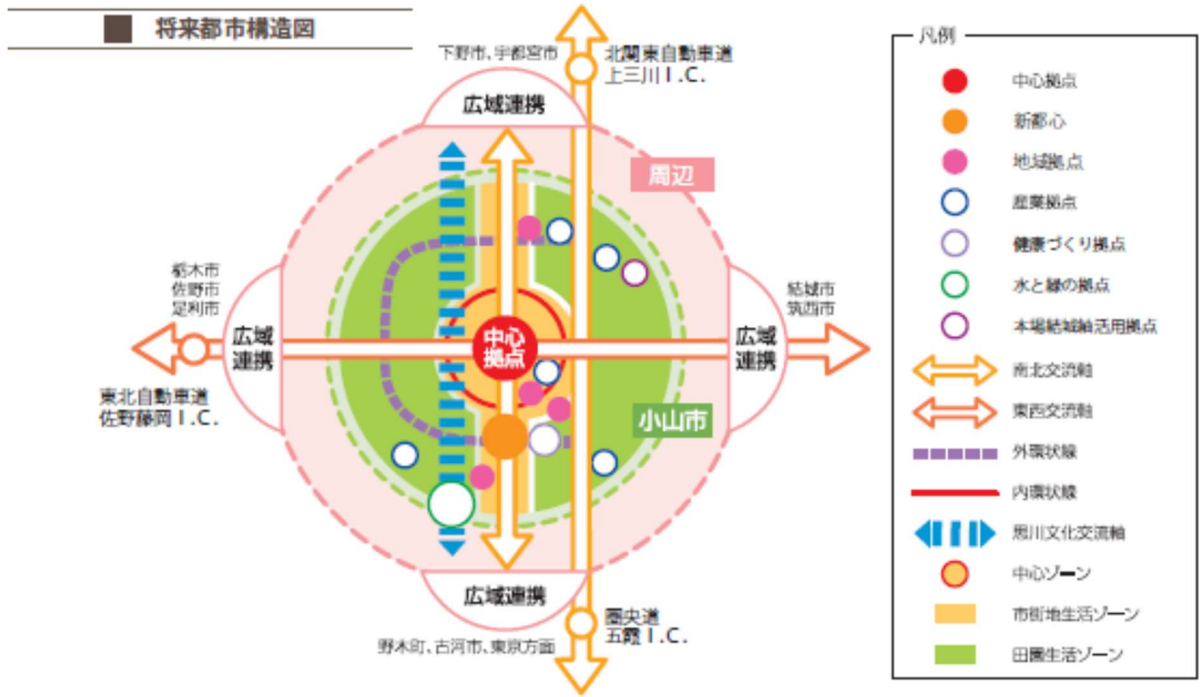 将来都市構造図
下野市、宇都宮市
北関東自動車道
上三川I.C.
広域連携
周辺
栃木市
佐野市
足利市
広域
連携
東北自動車道
佐野藤岡I.C.
中心
拠点
結城市
筑西市
広域
連携
小山市
広域連携
野木町、古河市、東京方面
圏央道
五霞I.C.
凡例
中心拠点
新都心
地域拠点
産業拠点
健康づくり拠点
水と緑の拠点
本場結城紬活用拠点
南北交流軸
東西交流軸
外環状線
内環状線
思川文化交流軸
中心ゾーン
市街地生活ゾーン
田園生活ゾーン